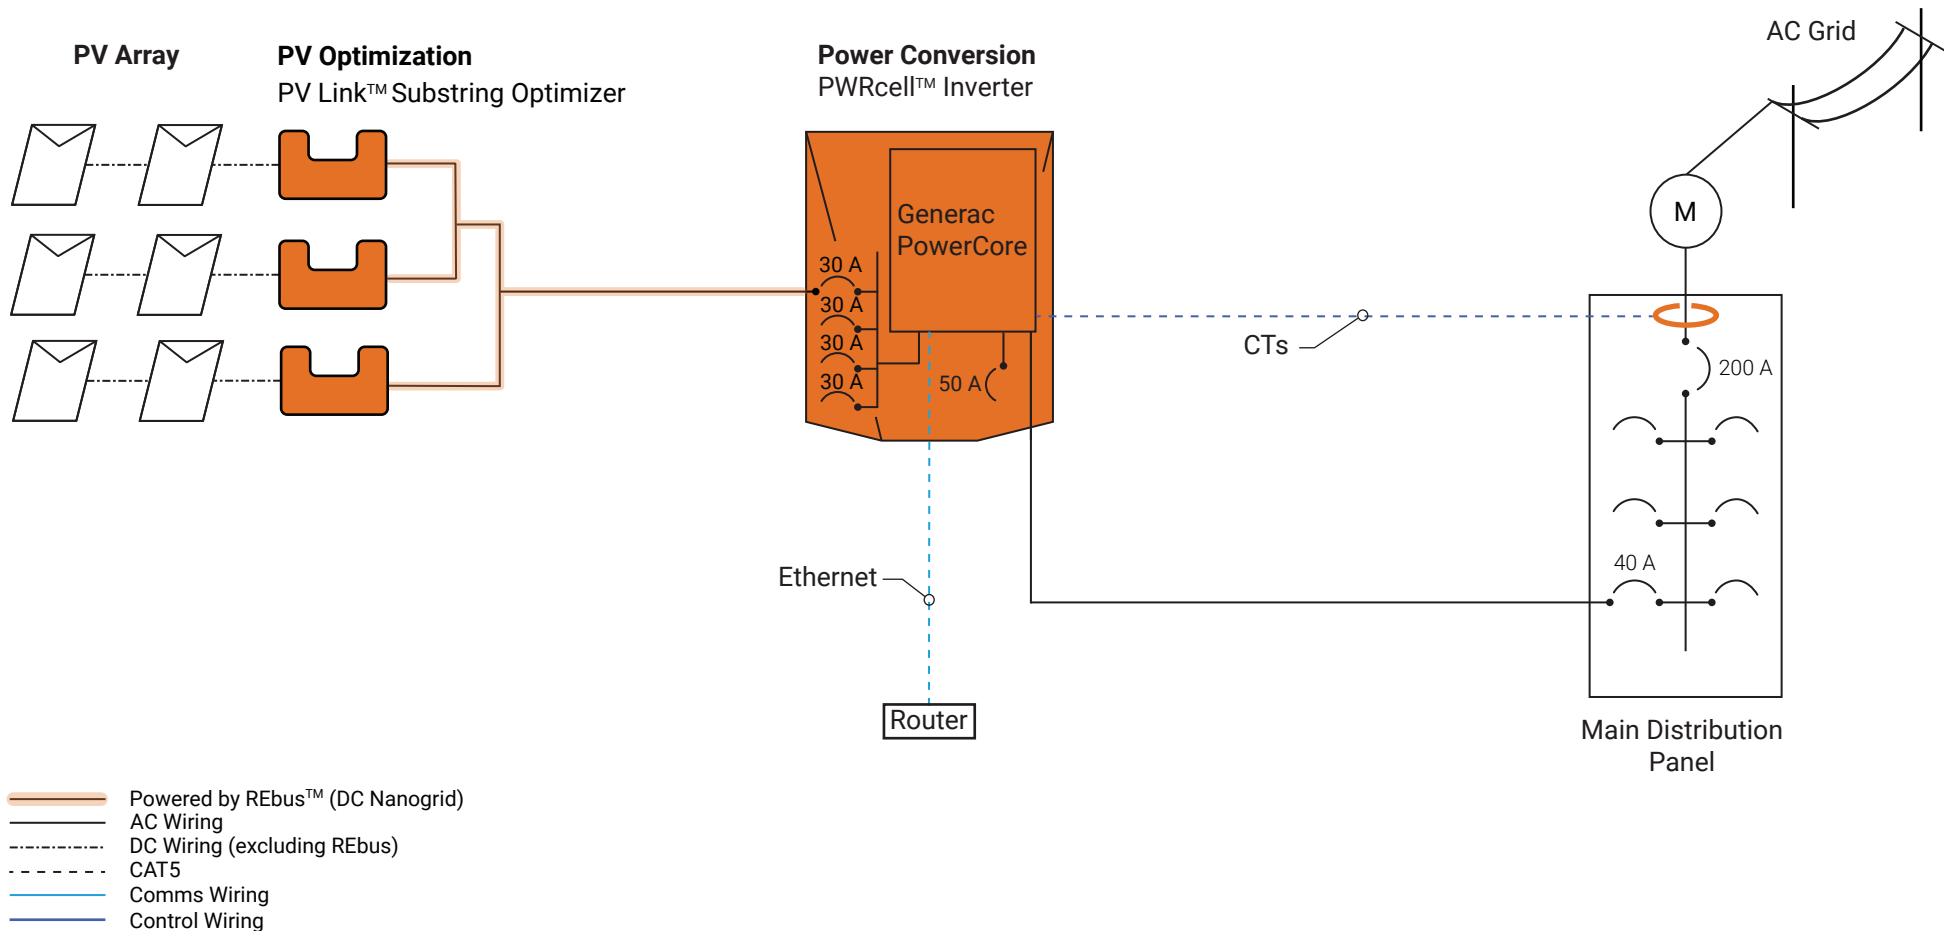 PV Array
PV Optimization
PV Link™ Substring Optimizer
Power Conversion
PWRcell™ Inverter
AC Grid
M
Generac
PowerCore
30 A
30 A
30 A
30 A
50 A
CTs
200 A
40 A
Ethernet
Router
Main Distribution
Panel
Powered by REbus™ (DC Nanogrid)
AC Wiring
DC Wiring (excluding REbus)
CAT5
Comms Wiring
Control Wiring